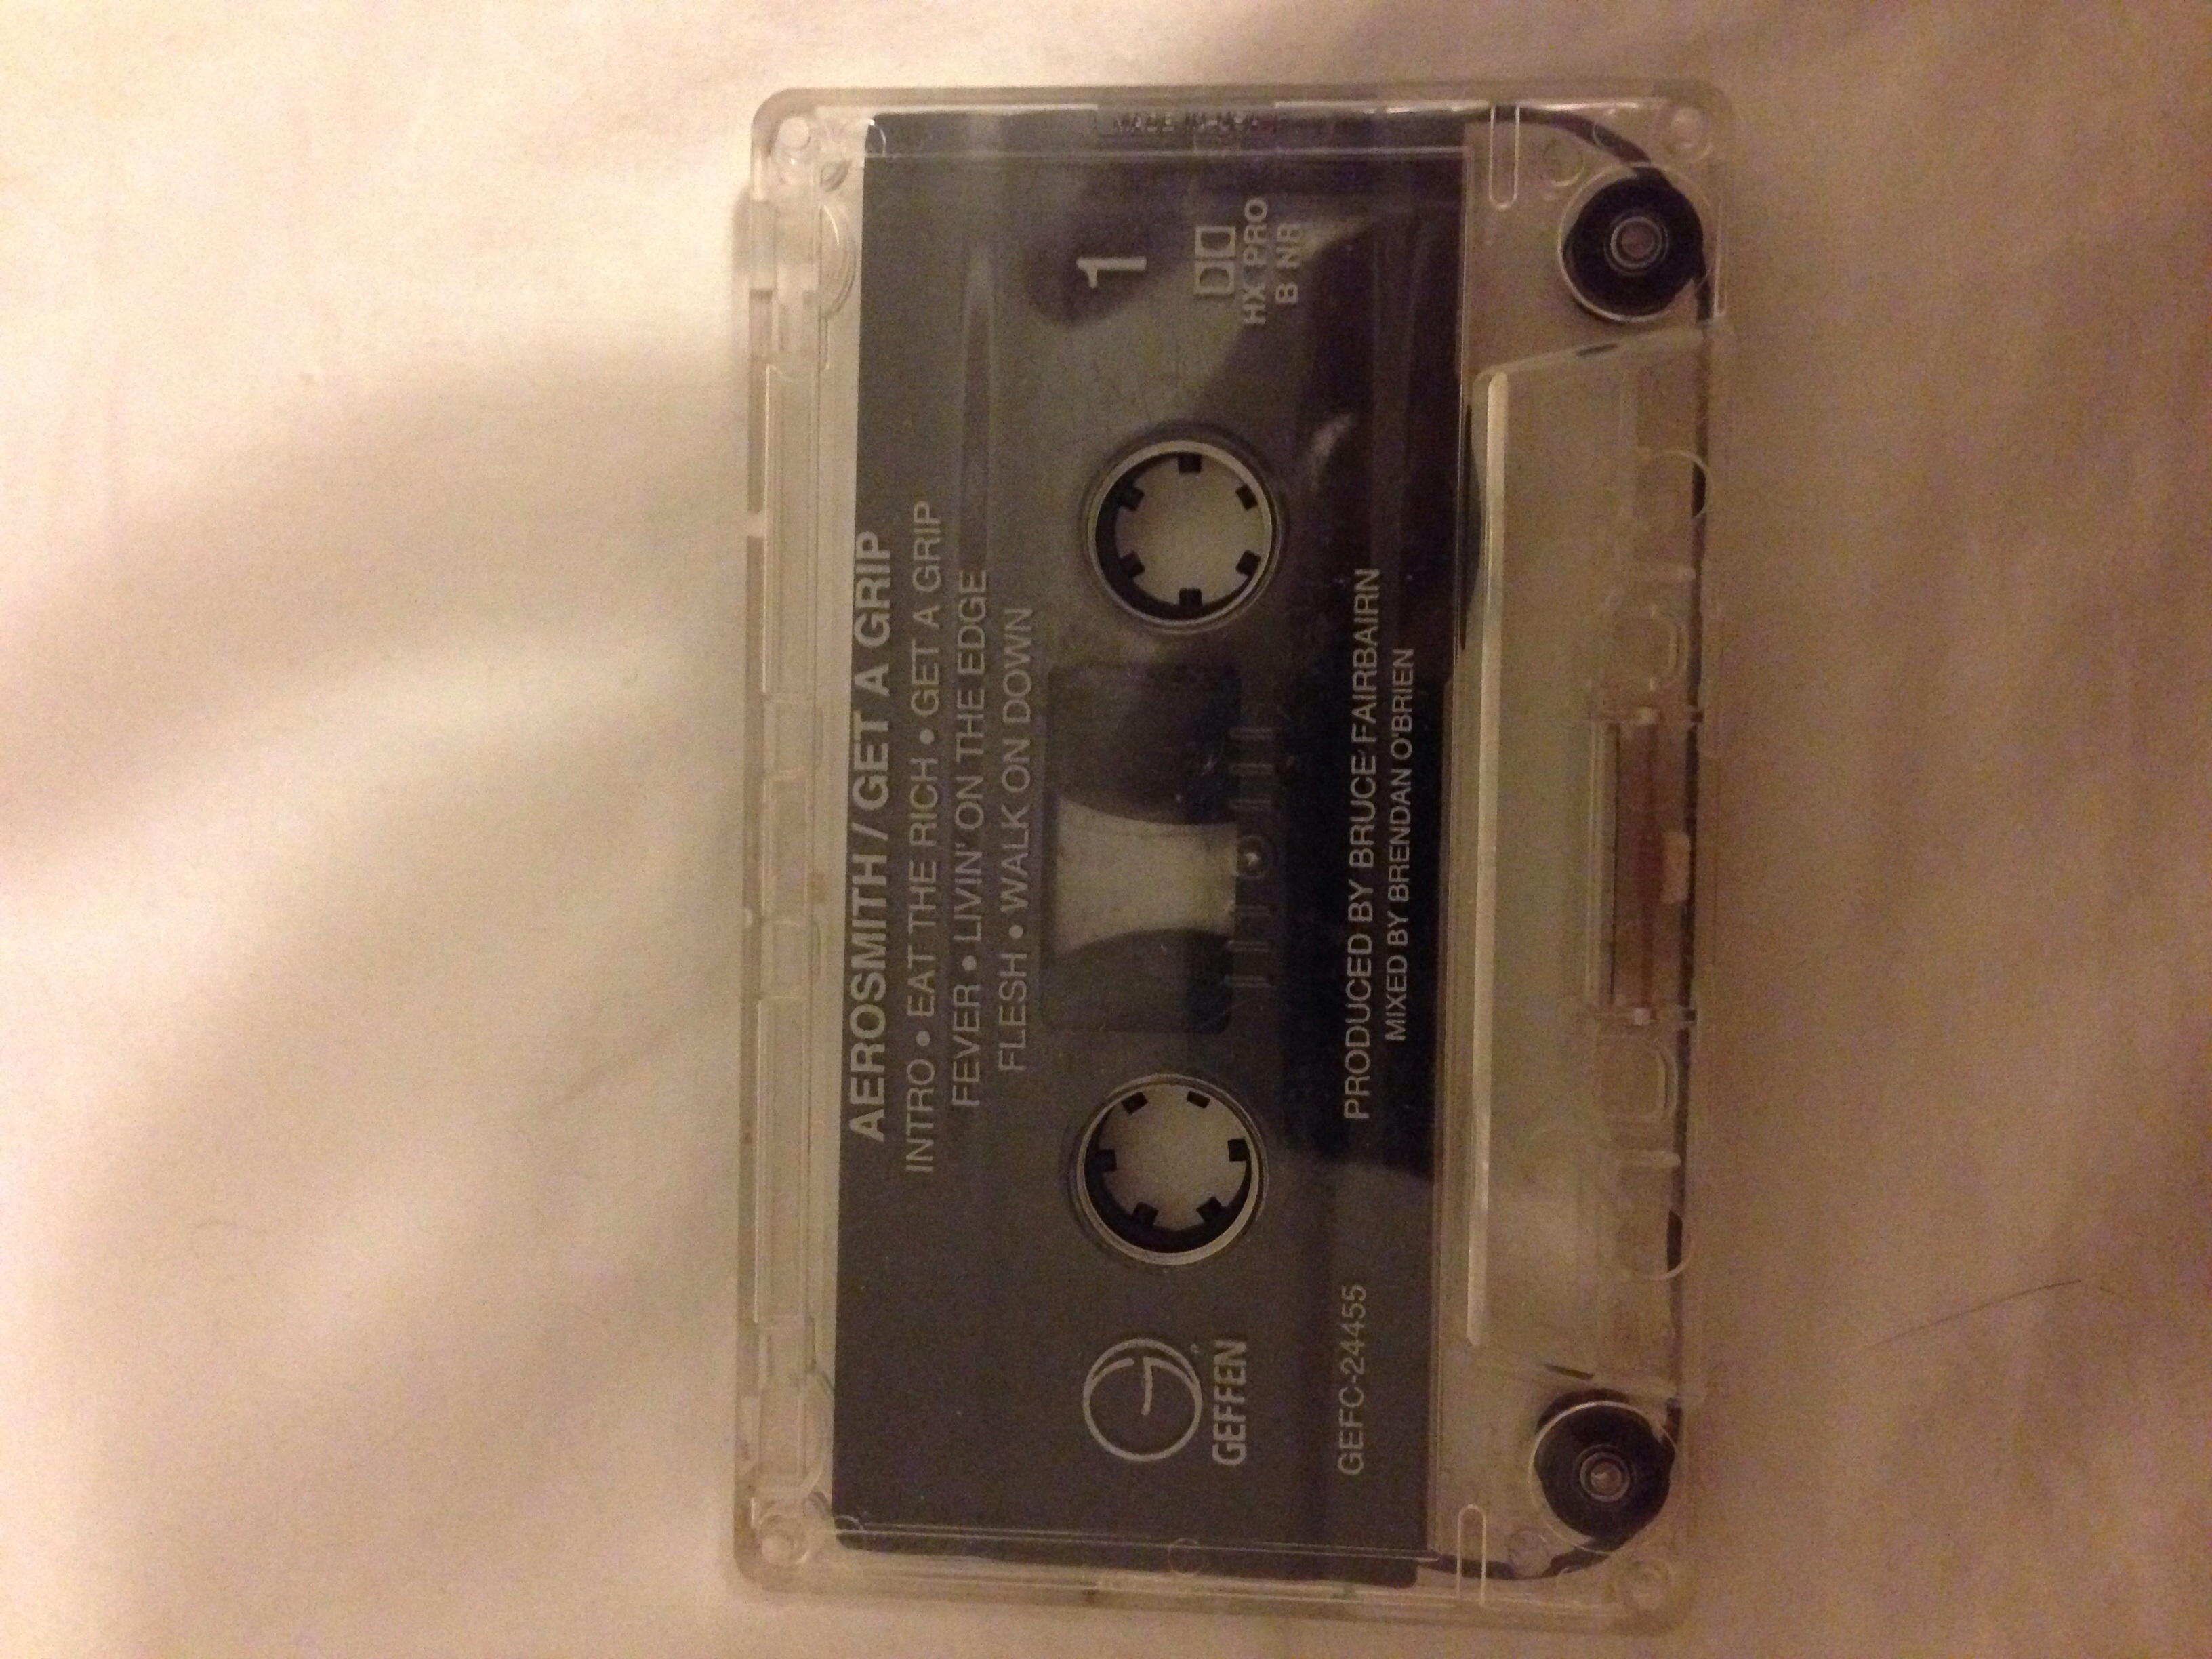 AEROSMITH / GET A GRIP
INTRO • EAT THE RICH • GET A GRIP
FEVER • LIVIN' ON THE EDGE
FLESH • WALK ON DOWN
1
HX PRO
B NR
GEFFEN
GEFC-24455
PRODUCED BY BRUCE FAIRBAIRN
MIXED BY BRENDAN O'BRIEN